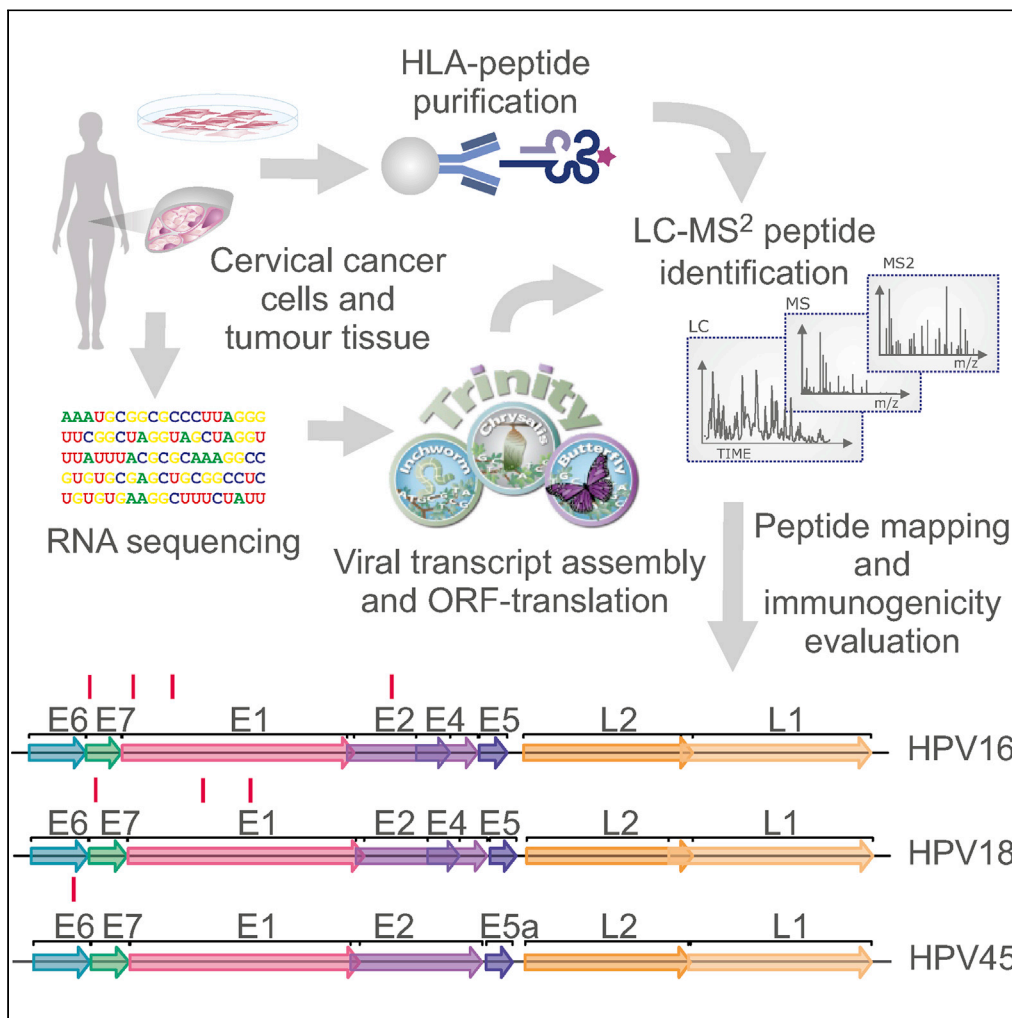 HLA-peptide
purification
LC-MS² peptide
identification
Cervical cancer
cells and
tumour tissue
MS2
MS
LC
m/z
m/z
TIME
Trinity
Inchworm
Chrysalis
Butterfly
AAAUGCGGCGCCCUUAGGG
UUCGGCUAGGUAGCUAGGU
UUAUUUACGCGCAAAGGCC
GUGUGCGAGCUGCGGCCUC
UGUGUGAAGGCUUUCUAUU
RNA sequencing
Viral transcript assembly
and ORF-translation
Peptide mapping
and
immunogenicity
evaluation
E6 E7 E1 E2 E4 E5 L2 L1
HPV16
E6 E7 E1 E2 E4 E5 L2 L1
HPV18
E6 E7 E1 E2 E5a L2 L1
HPV45